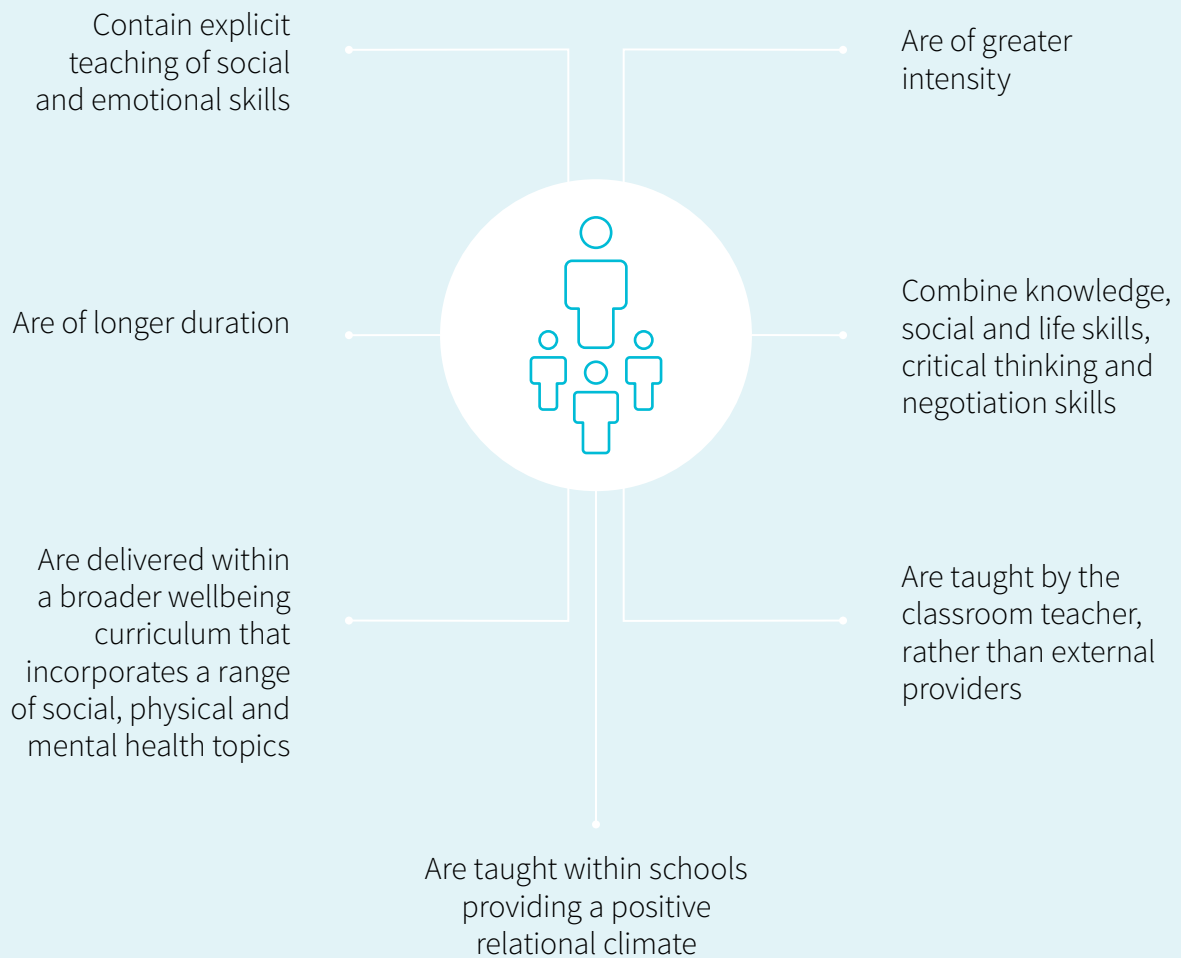 Contain explicit
teaching of social
and emotional skills
Are of greater
intensity
Are of longer duration
Combine knowledge,
social and life skills,
critical thinking and
negotiation skills
Are delivered within
a broader wellbeing
curriculum that
incorporates a range
of social, physical and
mental health topics
Are taught by the
classroom teacher,
rather than external
providers
Are taught within schools
providing a positive
relational climate